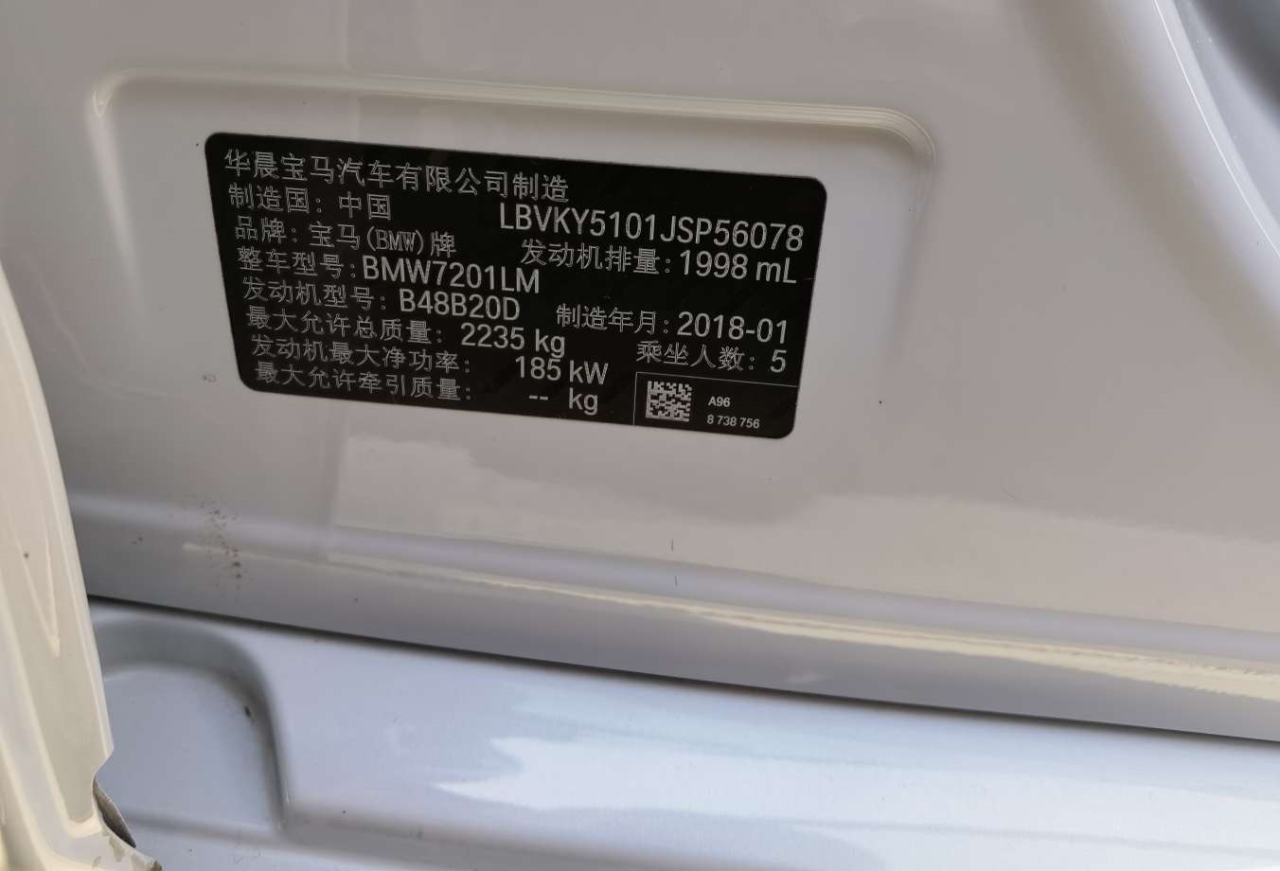 华晨宝马汽车有限公司制造
制造国：中国 LBVKY5101JSP56078
品牌：宝马(BMW)牌 发动机排量：1998 mL
整车型号：BMW7201LM
发动机型号：B48B20D 制造年月：2018-01
最大允许总质量：2235 kg 乘坐人数：5
发动机最大净功率：185 kW
最大允许牵引质量：-- kg
A96
8 738 756